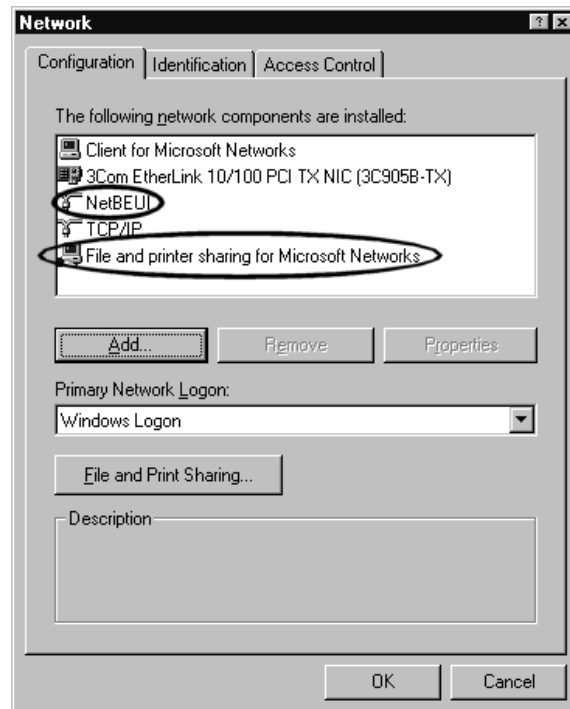 Network
Configuration Identification Access Control
The following network components are installed:
Client for Microsoft Networks
3Com EtherLink 10/100 PCI TX NIC (3C905B-TX)
NetBEUI
TCP/IP
File and printer sharing for Microsoft Networks
Add... Remove Properties
Primary Network Logon:
Windows Logon
File and Print Sharing...
Description
OK Cancel